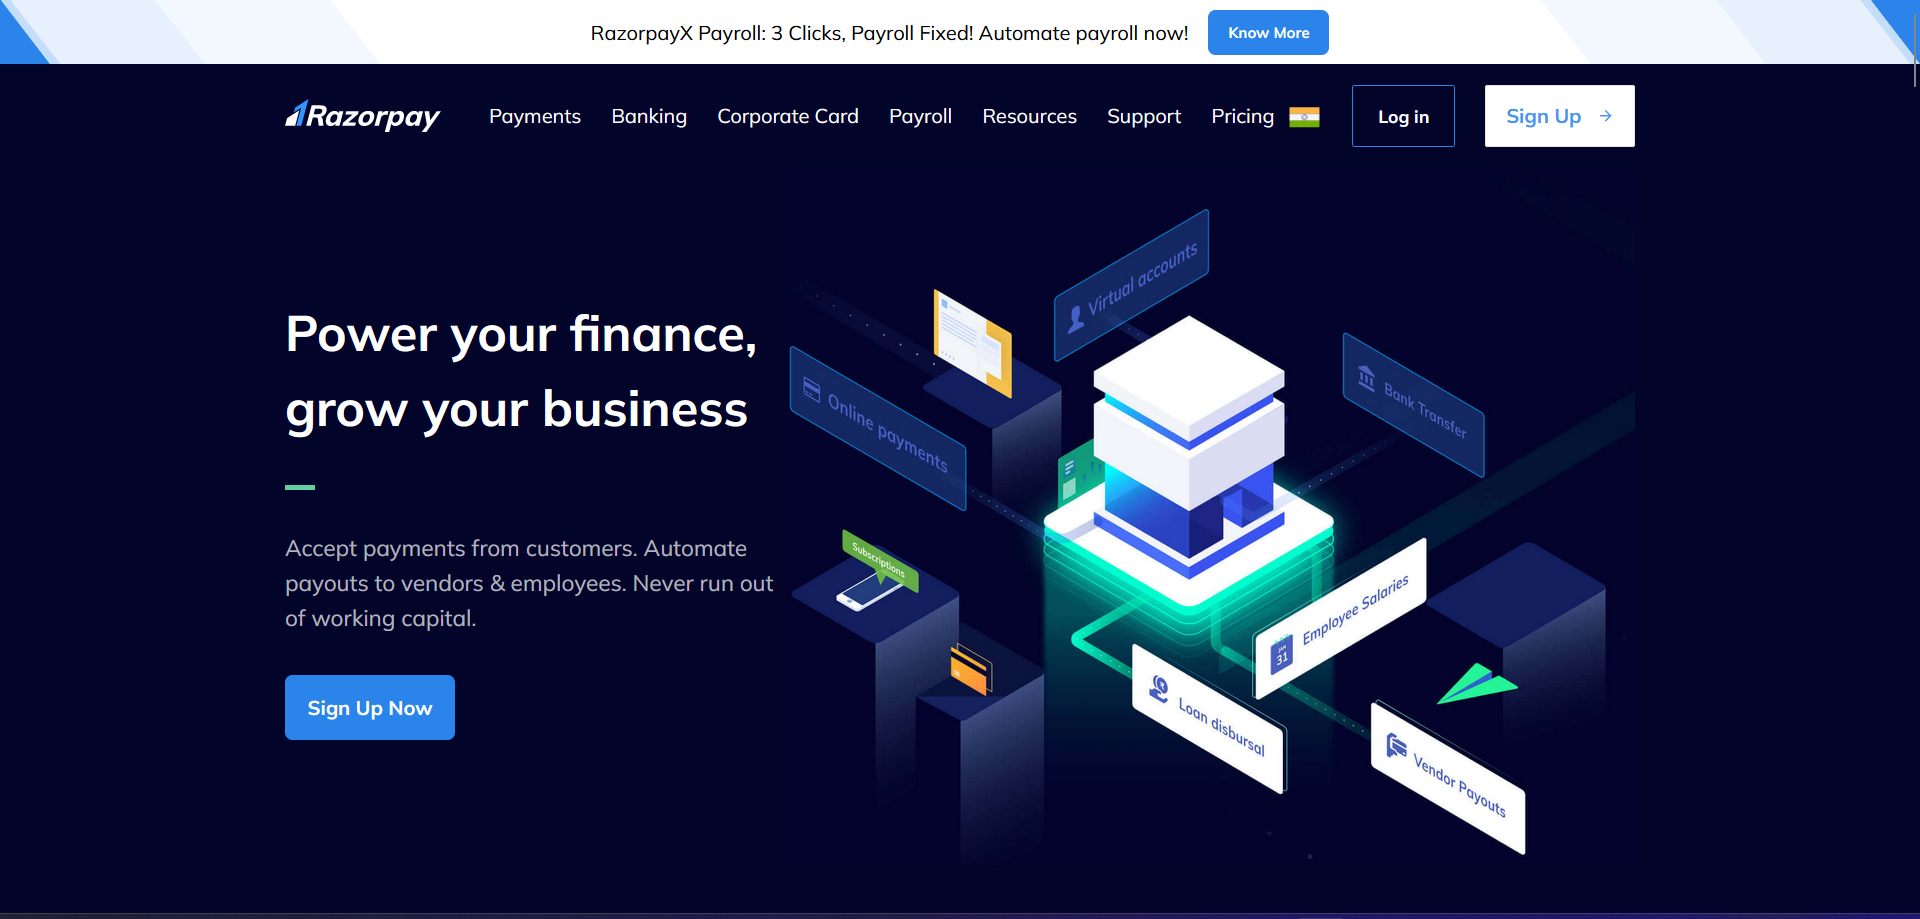 RazorpayX Payroll: 3 Clicks, Payroll Fixed! Automate payroll now!
Know More
Razorpay
Payments
Banking
Corporate Card
Payroll
Resources
Support
Pricing
Log in
Sign Up
Power your finance,
grow your business
Accept payments from customers. Automate
payouts to vendors & employees. Never run out
of working capital.
Sign Up Now
Virtual accounts
Online payments
Bank Transfer
Subscriptions
JAN
31
Employee Salaries
Loan disbursal
Vendor Payouts